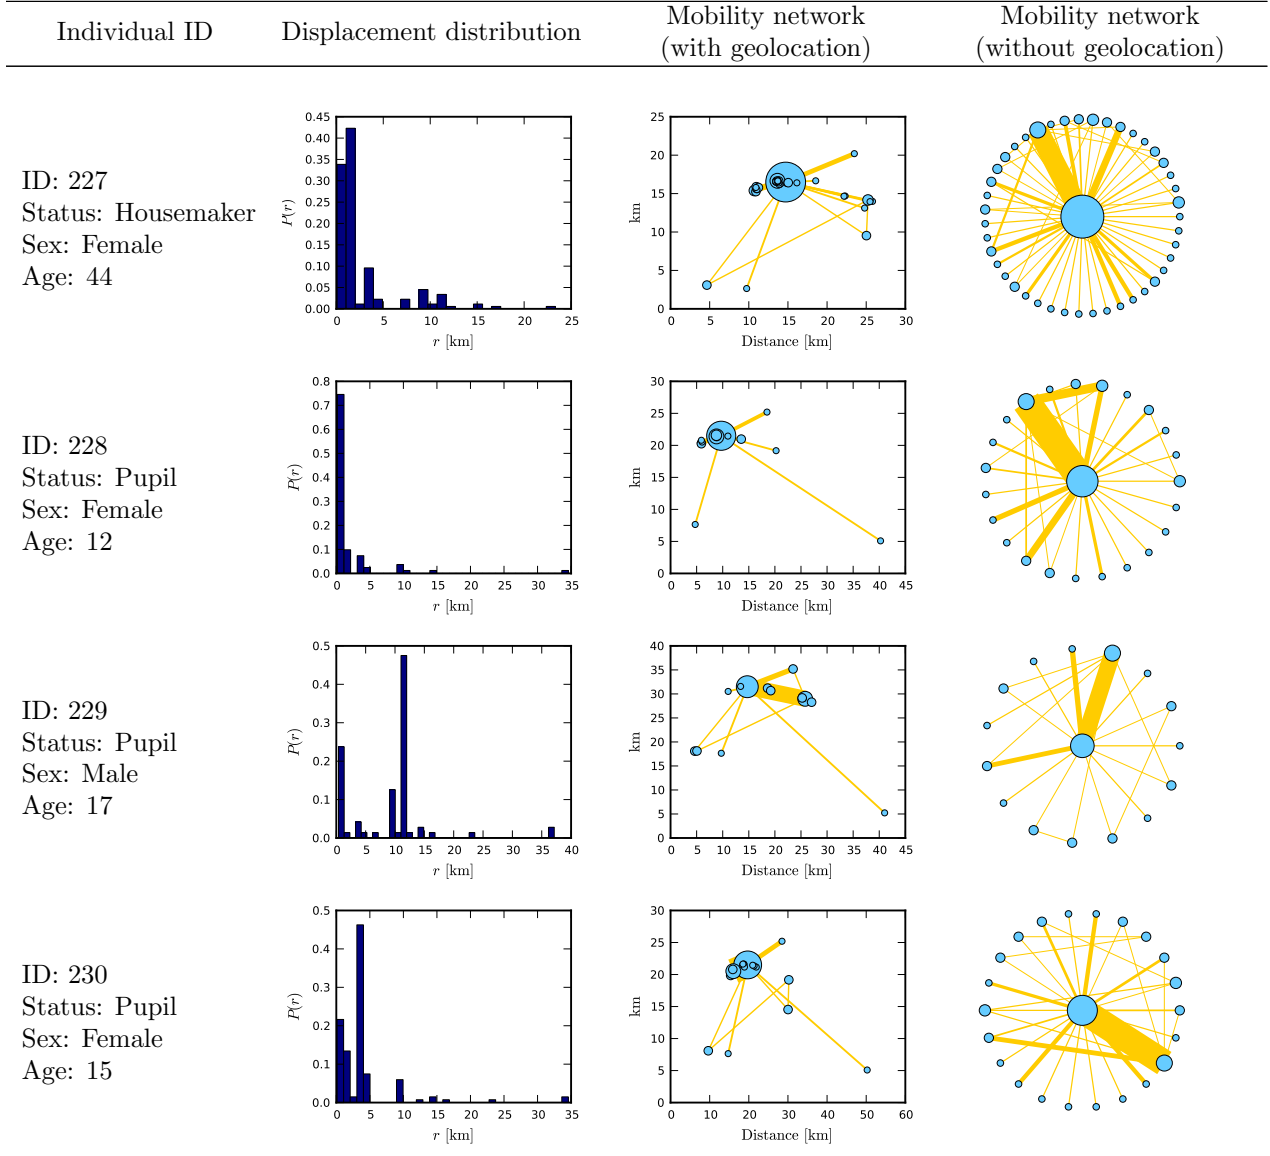 Individual ID
Displacement distribution
Mobility network
(with geolocation)
Mobility network
(without geolocation)
ID: 227
Status: Housemaker
Sex: Female
Age: 44
0.45
0.40
0.35
0.30
0.25
0.20
0.15
0.10
0.05
0.00
P(r)
0 5 10 15 20 25
r [km]
25
20
15
10
5
0
km
0 5 10 15 20 25 30
Distance [km]
ID: 228
Status: Pupil
Sex: Female
Age: 12
0.8
0.7
0.6
0.5
0.4
0.3
0.2
0.1
0.0
P(r)
0 5 10 15 20 25 30 35
r [km]
30
25
20
15
10
5
0
km
0 5 10 15 20 25 30 35 40 45
Distance [km]
ID: 229
Status: Pupil
Sex: Male
Age: 17
0.5
0.4
0.3
0.2
0.1
0.0
P(r)
0 5 10 15 20 25 30 35 40
r [km]
40
35
30
25
20
15
10
5
0
km
0 5 10 15 20 25 30 35 40 45
Distance [km]
ID: 230
Status: Pupil
Sex: Female
Age: 15
0.5
0.4
0.3
0.2
0.1
0.0
P(r)
0 5 10 15 20 25 30 35
r [km]
30
25
20
15
10
5
0
km
0 10 20 30 40 50 60
Distance [km]